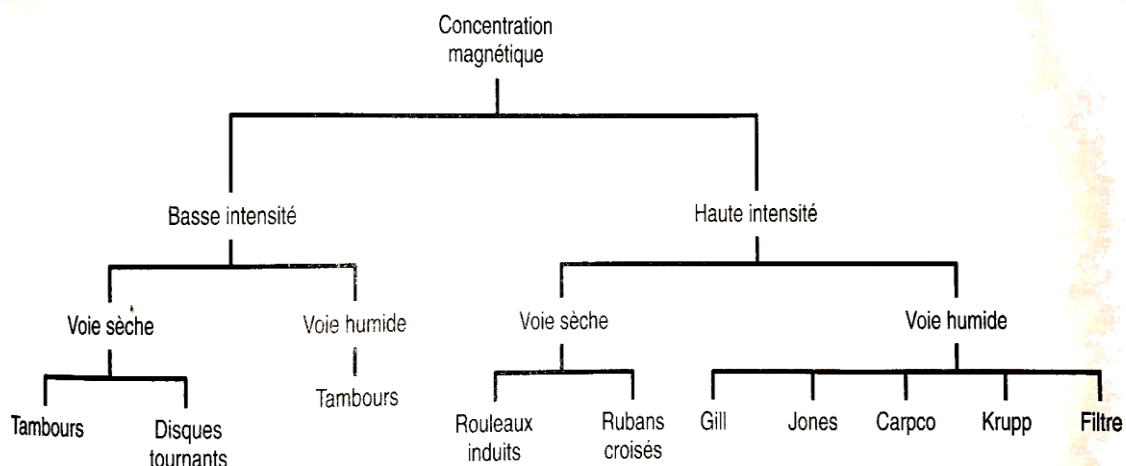 Concentration
magnétique
Basse intensité
Haute intensité
Voie sèche
Voie humide
Voie sèche
Voie humide
Tambours
Disques
tournants
Tambours
Rouleaux
induits
Rubans
croisés
Gill
Jones
Carpco
Krupp
Filtre